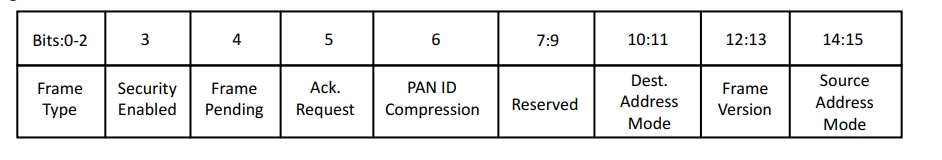 Bits:0-2 3 4 5 6 7:9 10:11 12:13 14:15
Frame Type Security Enabled Frame Pending Ack. Request PAN ID Compression Reserved Dest. Address Mode Frame Version Source Address Mode